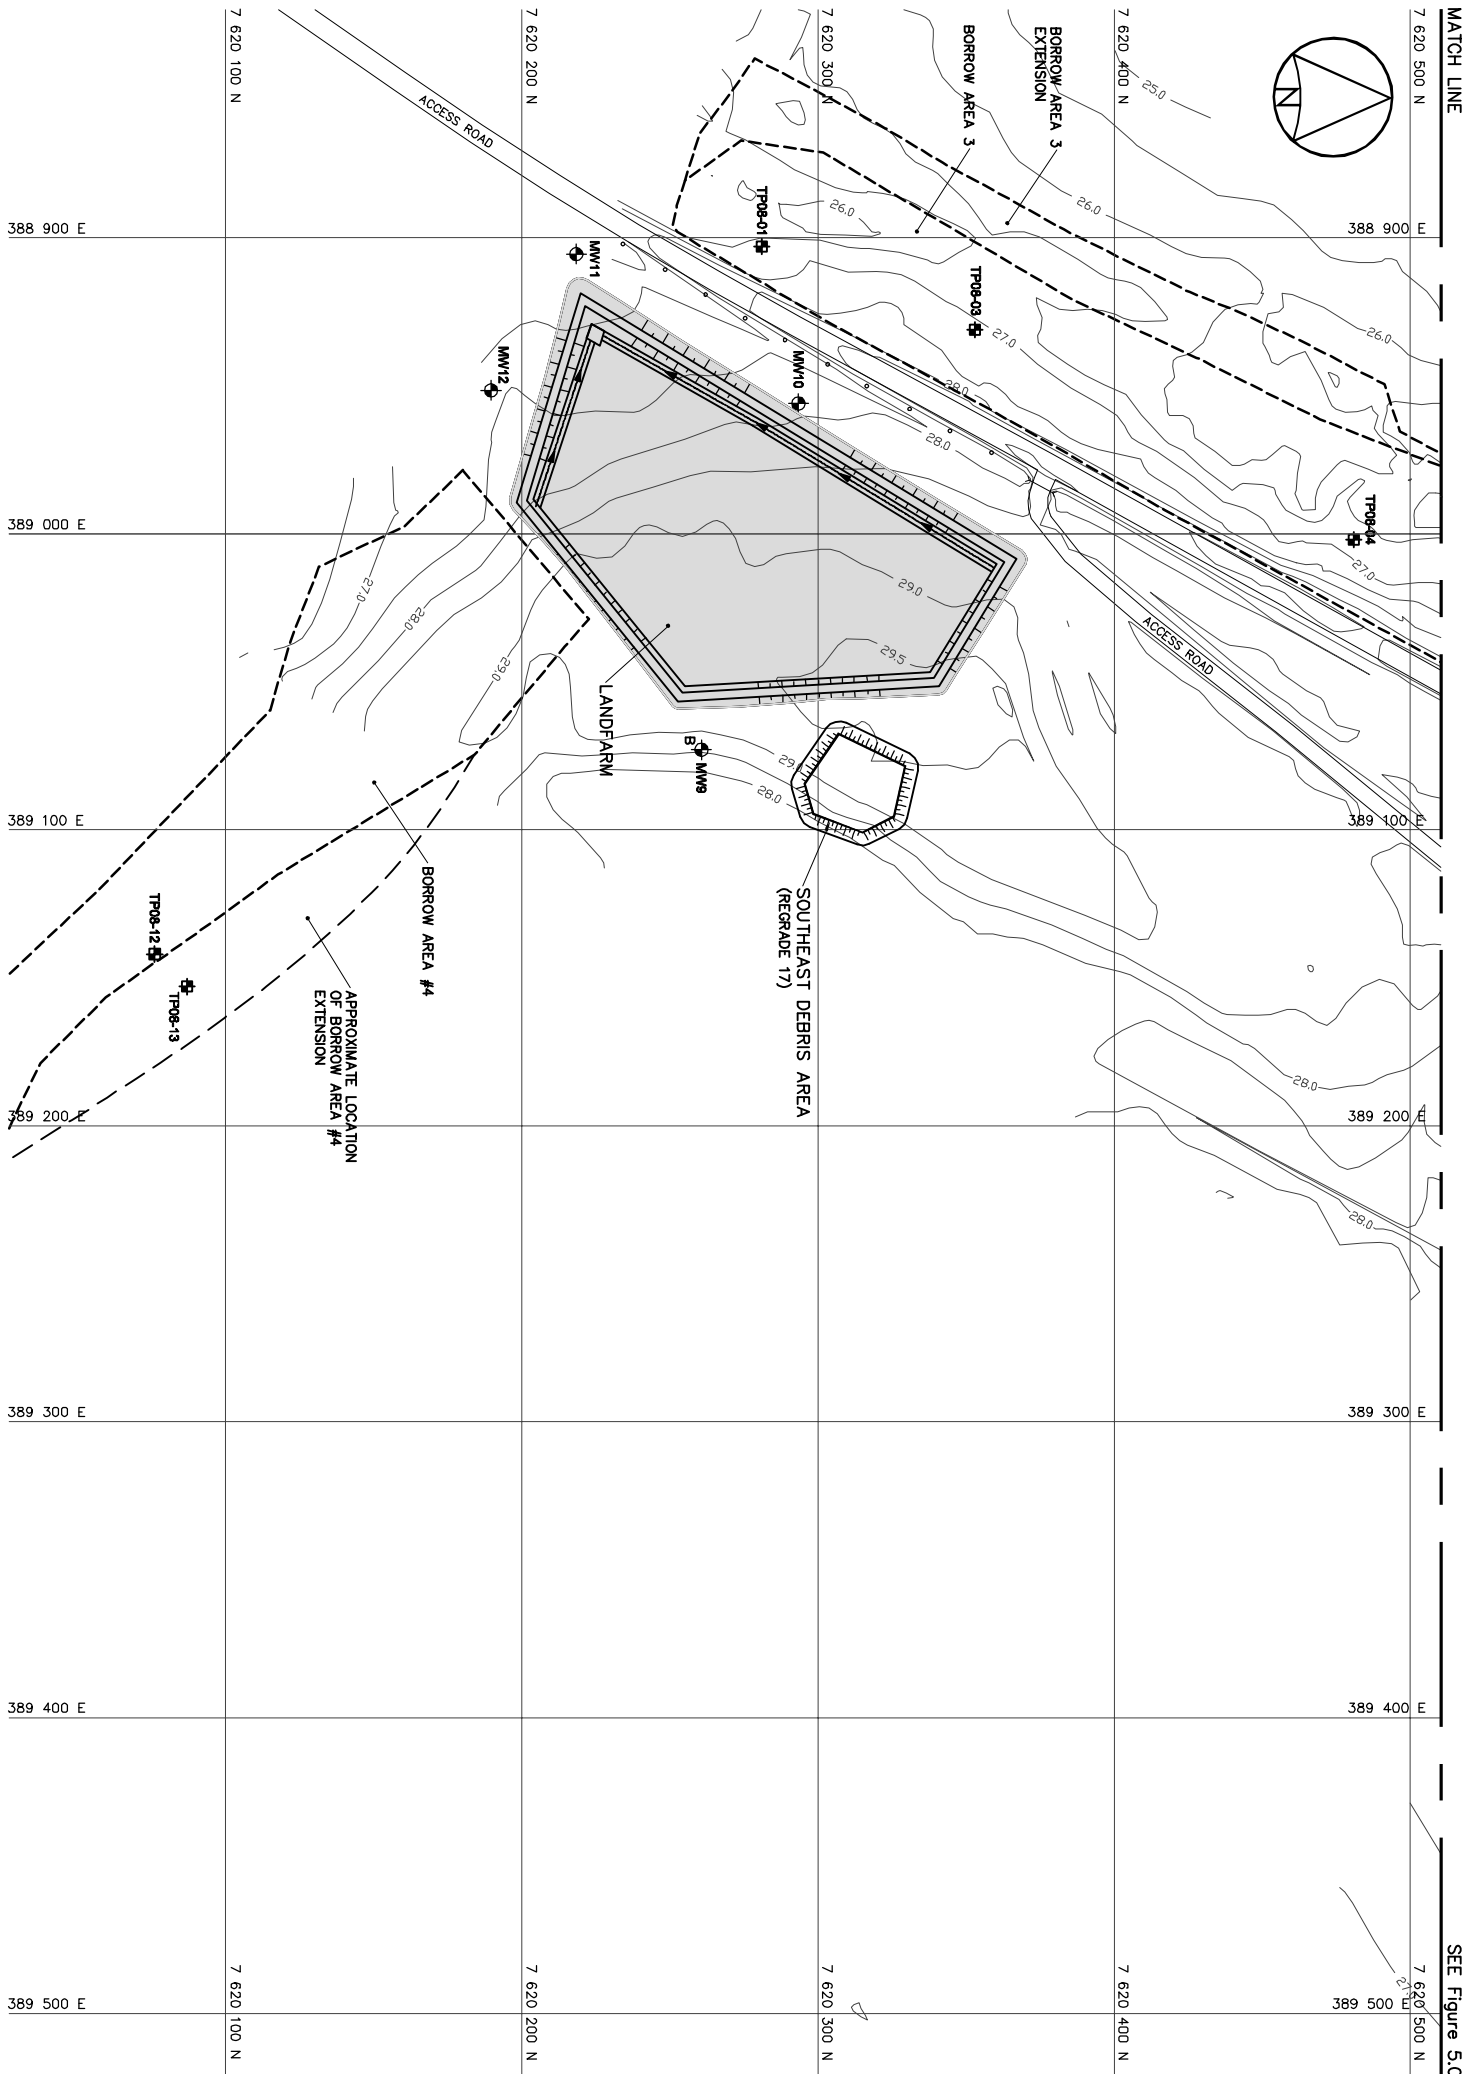 MATCH LINE
SEE Figure 5.
N
7 620 100 N
7 620 200 N
7 620 300 N
7 620 400 N
7 620 500 N
25.0
BORROW AREA 3
EXTENSION
BORROW AREA 3
ACCESS ROAD
TP08-01
26.0
26.0
388 900 E
388 900 E
MW11
TP08-03
27.0
26.0
MW12
MW10
28.0
28.0
TP08-04
389 000 E
389 000 E
27.0
27.0
28.0
29.0
29.0
29.5
ACCESS ROAD
LANDFARM
B
MW9
29.
28.0
389 100 E
389 100 E
BORROW AREA #4
SOUTHEAST DEBRIS AREA
(REGRADE 17)
TP08-12
TP08-13
APPROXIMATE LOCATION
OF BORROW AREA #4
EXTENSION
28.0
389 200 E
389 200 E
28.0
389 300 E
389 300 E
389 400 E
389 400 E
27.
389 500 E
389 500 E
7 620 100 N
7 620 200 N
7 620 300 N
7 620 400 N
7 620 500 N